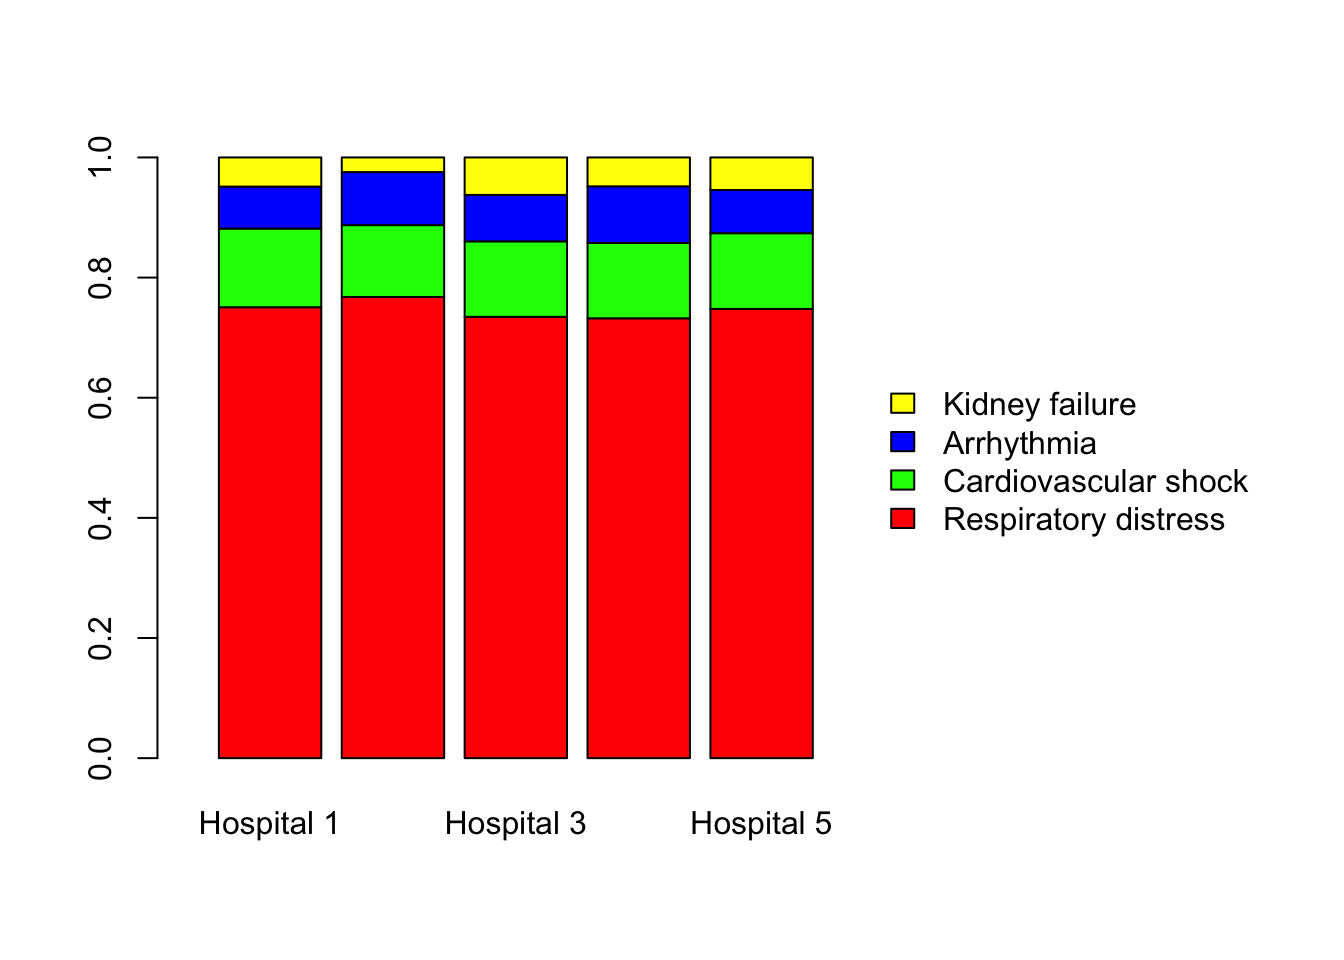 1.0
0.8
0.6
0.4
0.2
0.0
Kidney failure
Arrhythmia
Cardiovascular shock
Respiratory distress
Hospital 1
Hospital 3
Hospital 5